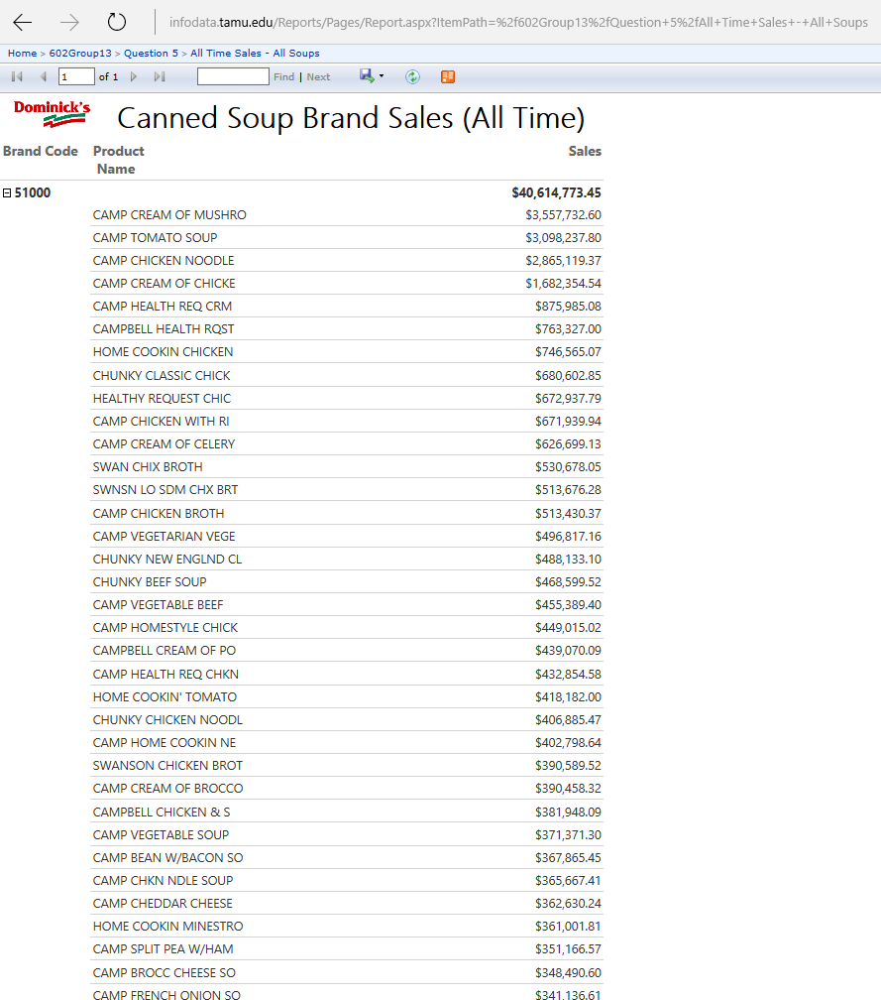 infodata.tamu.edu/Reports/Pages/Report.aspx?ItemPath=%2f602Group13%2fQuestion+5%2fAll+Time+Sales+-+All+Soups
Home > 602Group13 > Question 5 > All Time Sales - All Soups
1 of 1 Find | Next
Dominick's
Canned Soup Brand Sales (All Time)
Brand Code Product Sales
Name
51000 $40,614,773.45
CAMP CREAM OF MUSHRO $3,557,732.60
CAMP TOMATO SOUP $3,098,237.80
CAMP CHICKEN NOODLE $2,865,119.37
CAMP CREAM OF CHICKE $1,682,354.54
CAMP HEALTH REQ CRM $875,985.08
CAMPBELL HEALTH RQST $763,327.00
HOME COOKIN CHICKEN $746,565.07
CHUNKY CLASSIC CHICK $680,602.85
HEALTHY REQUEST CHIC $672,937.79
CAMP CHICKEN WITH RI $671,939.94
CAMP CREAM OF CELERY $626,699.13
SWAN CHIX BROTH $530,678.05
SWNSN LO SDM CHX BRT $513,676.28
CAMP CHICKEN BROTH $513,430.37
CAMP VEGETARIAN VEGE $496,817.16
CHUNKY NEW ENGLND CL $488,133.10
CHUNKY BEEF SOUP $468,599.52
CAMP VEGETABLE BEEF $455,389.40
CAMP HOMESTYLE CHICK $449,015.02
CAMPBELL CREAM OF PO $439,070.09
CAMP HEALTH REQ CHKN $432,854.58
HOME COOKIN' TOMATO $418,182.00
CHUNKY CHICKEN NOODL $406,885.47
CAMP HOME COOKIN NE $402,798.64
SWANSON CHICKEN BROT $390,589.52
CAMP CREAM OF BROCCO $390,458.32
CAMPBELL CHICKEN & S $381,948.09
CAMP VEGETABLE SOUP $371,371.30
CAMP BEAN W/BACON SO $367,865.45
CAMP CHKN NDLE SOUP $365,667.41
CAMP CHEDDAR CHEESE $362,630.24
HOME COOKIN MINESTRO $361,001.81
CAMP SPLIT PEA W/HAM $351,166.57
CAMP BROCC CHEESE SO $348,490.60
CAMP FRENCH ONION SO $341,136.61